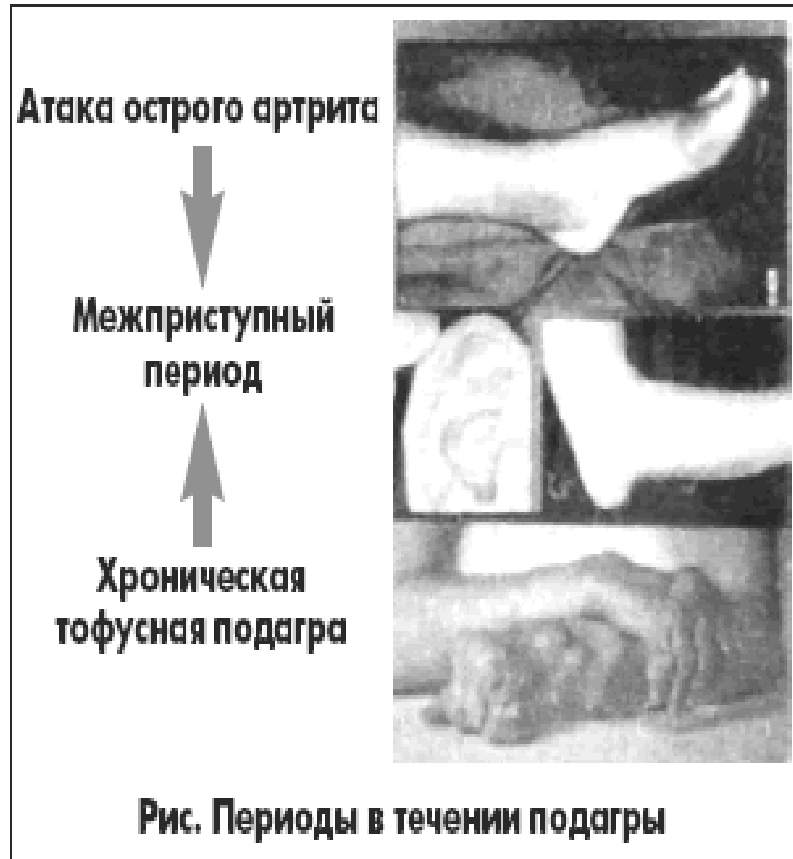 Атака острого артрита
Межприступный
период
Хроническая
тофусная подагра
Рис. Периоды в течении подагры